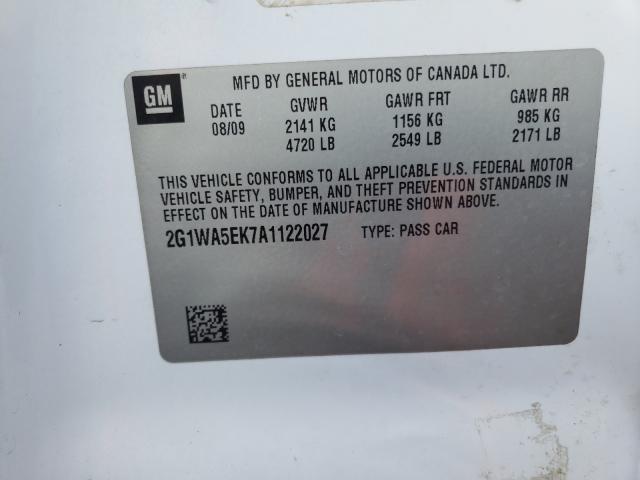 MFD BY GENERAL MOTORS OF CANADA LTD.
GM
®
DATE GVWR GAWR FRT GAWR RR
08/09 2141 KG 1156 KG 985 KG
4720 LB 2549 LB 2171 LB
THIS VEHICLE CONFORMS TO ALL APPLICABLE U.S. FEDERAL MOTOR
VEHICLE SAFETY, BUMPER, AND THEFT PREVENTION STANDARDS IN
EFFECT ON THE DATE OF MANUFACTURE SHOWN ABOVE.
2G1WA5EK7A1122027 TYPE: PASS CAR